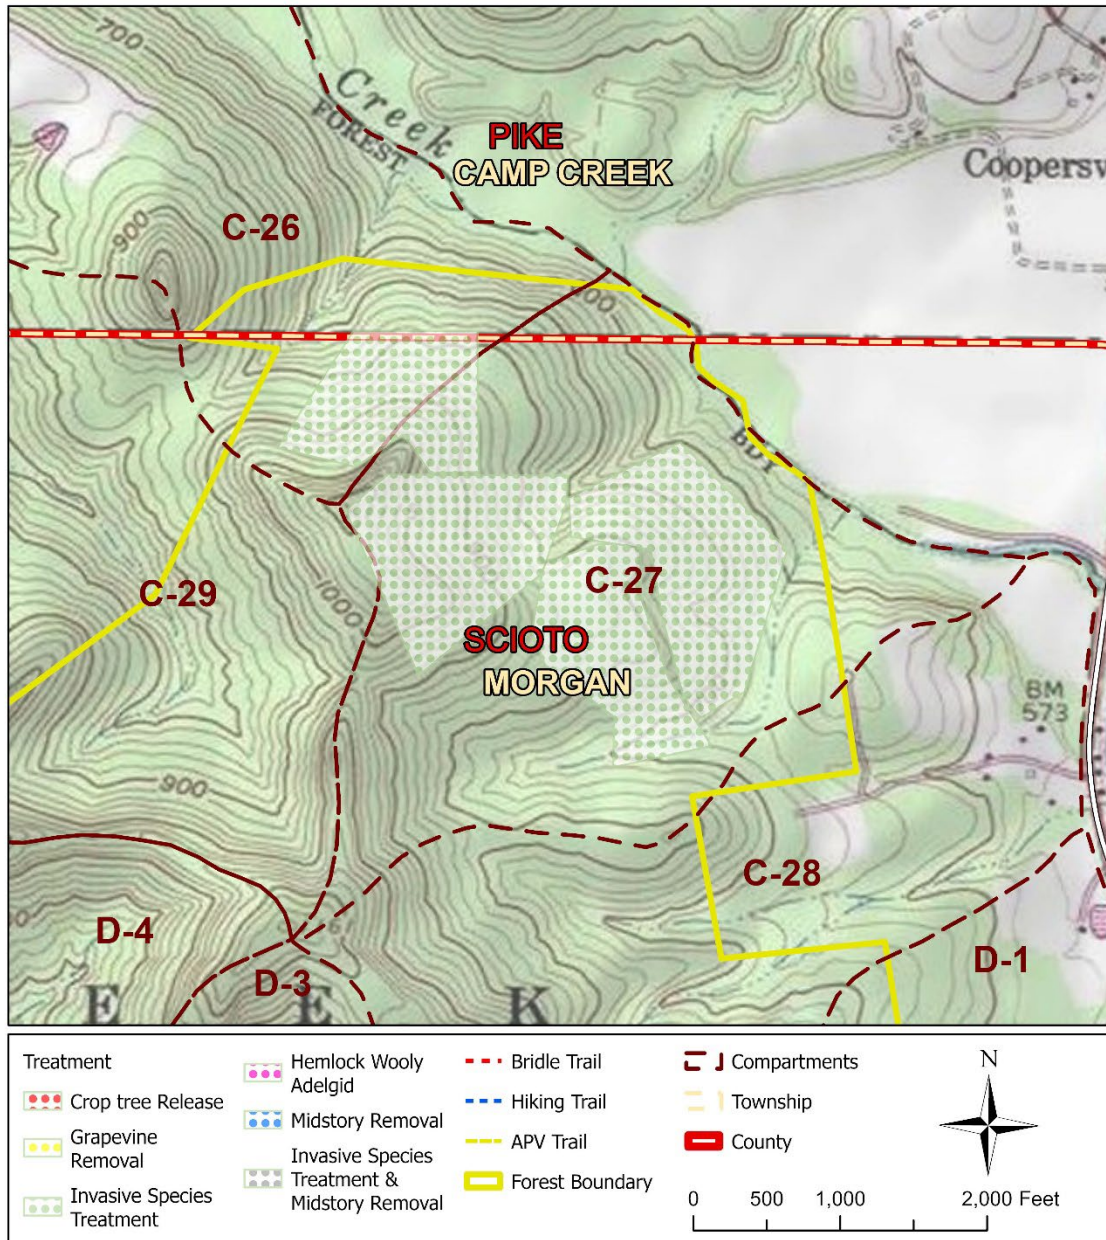 700
Creek
FOREST
PIKE
CAMP CREEK
Coopersv
900
C-26
600
BDY
C-29
1000
C-27
SCIOTO
MORGAN
BM
573
900
C-28
D-4
D-3
D-1
E E K
Treatment
Crop tree Release
Grapevine
Removal
Invasive Species
Treatment
Hemlock Wooly
Adelgid
Midstory Removal
Invasive Species
Treatment &
Midstory Removal
Bridle Trail
Hiking Trail
APV Trail
Forest Boundary
Compartments
Township
County
N
0 500 1,000 2,000 Feet